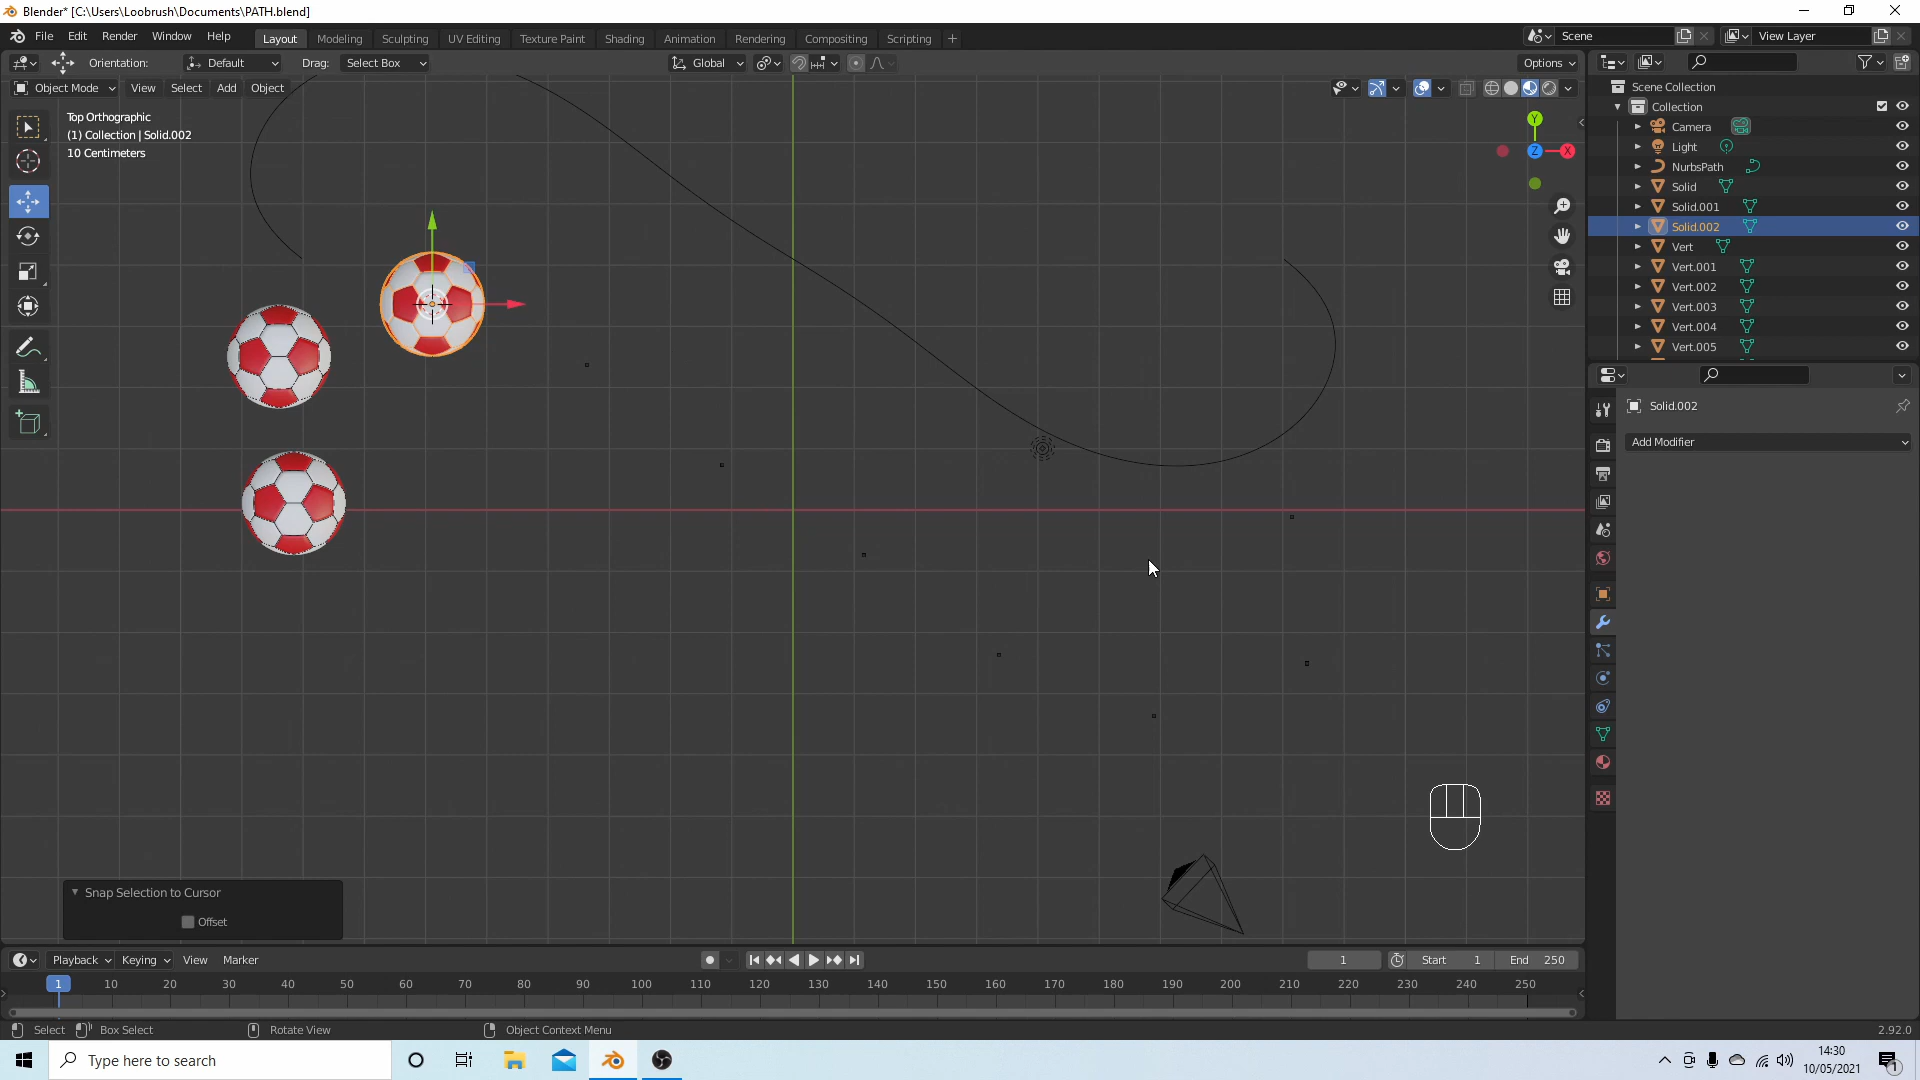 Blender* [C:\Users\Loobrush\Documents\PATH.blend]
File Edit Render Window Help Layout Modeling Sculpting UV Editing Texture Paint Shading Animation Rendering Compositing Scripting + Scene View Layer
Orientation: Default Drag: Select Box Global Options
Object Mode View Select Add Object
Top Orthographic
(1) Collection | Solid.002
10 Centimeters
Y
Z
X
Scene Collection
Collection
Camera
Light
NurbsPath
Solid
Solid.001
Solid.002
Vert
Vert.001
Vert.002
Vert.003
Vert.004
Vert.005
Solid.002
Add Modifier
Snap Selection to Cursor
Offset
Playback Keying View Marker 1 Start 1 End 250
1 10 20 30 40 50 60 70 80 90 100 110 120 130 140 150 160 170 180 190 200 210 220 230 240 250
Select Box Select Rotate View Object Context Menu 2.92.0
Type here to search
14:30
10/05/2021
1